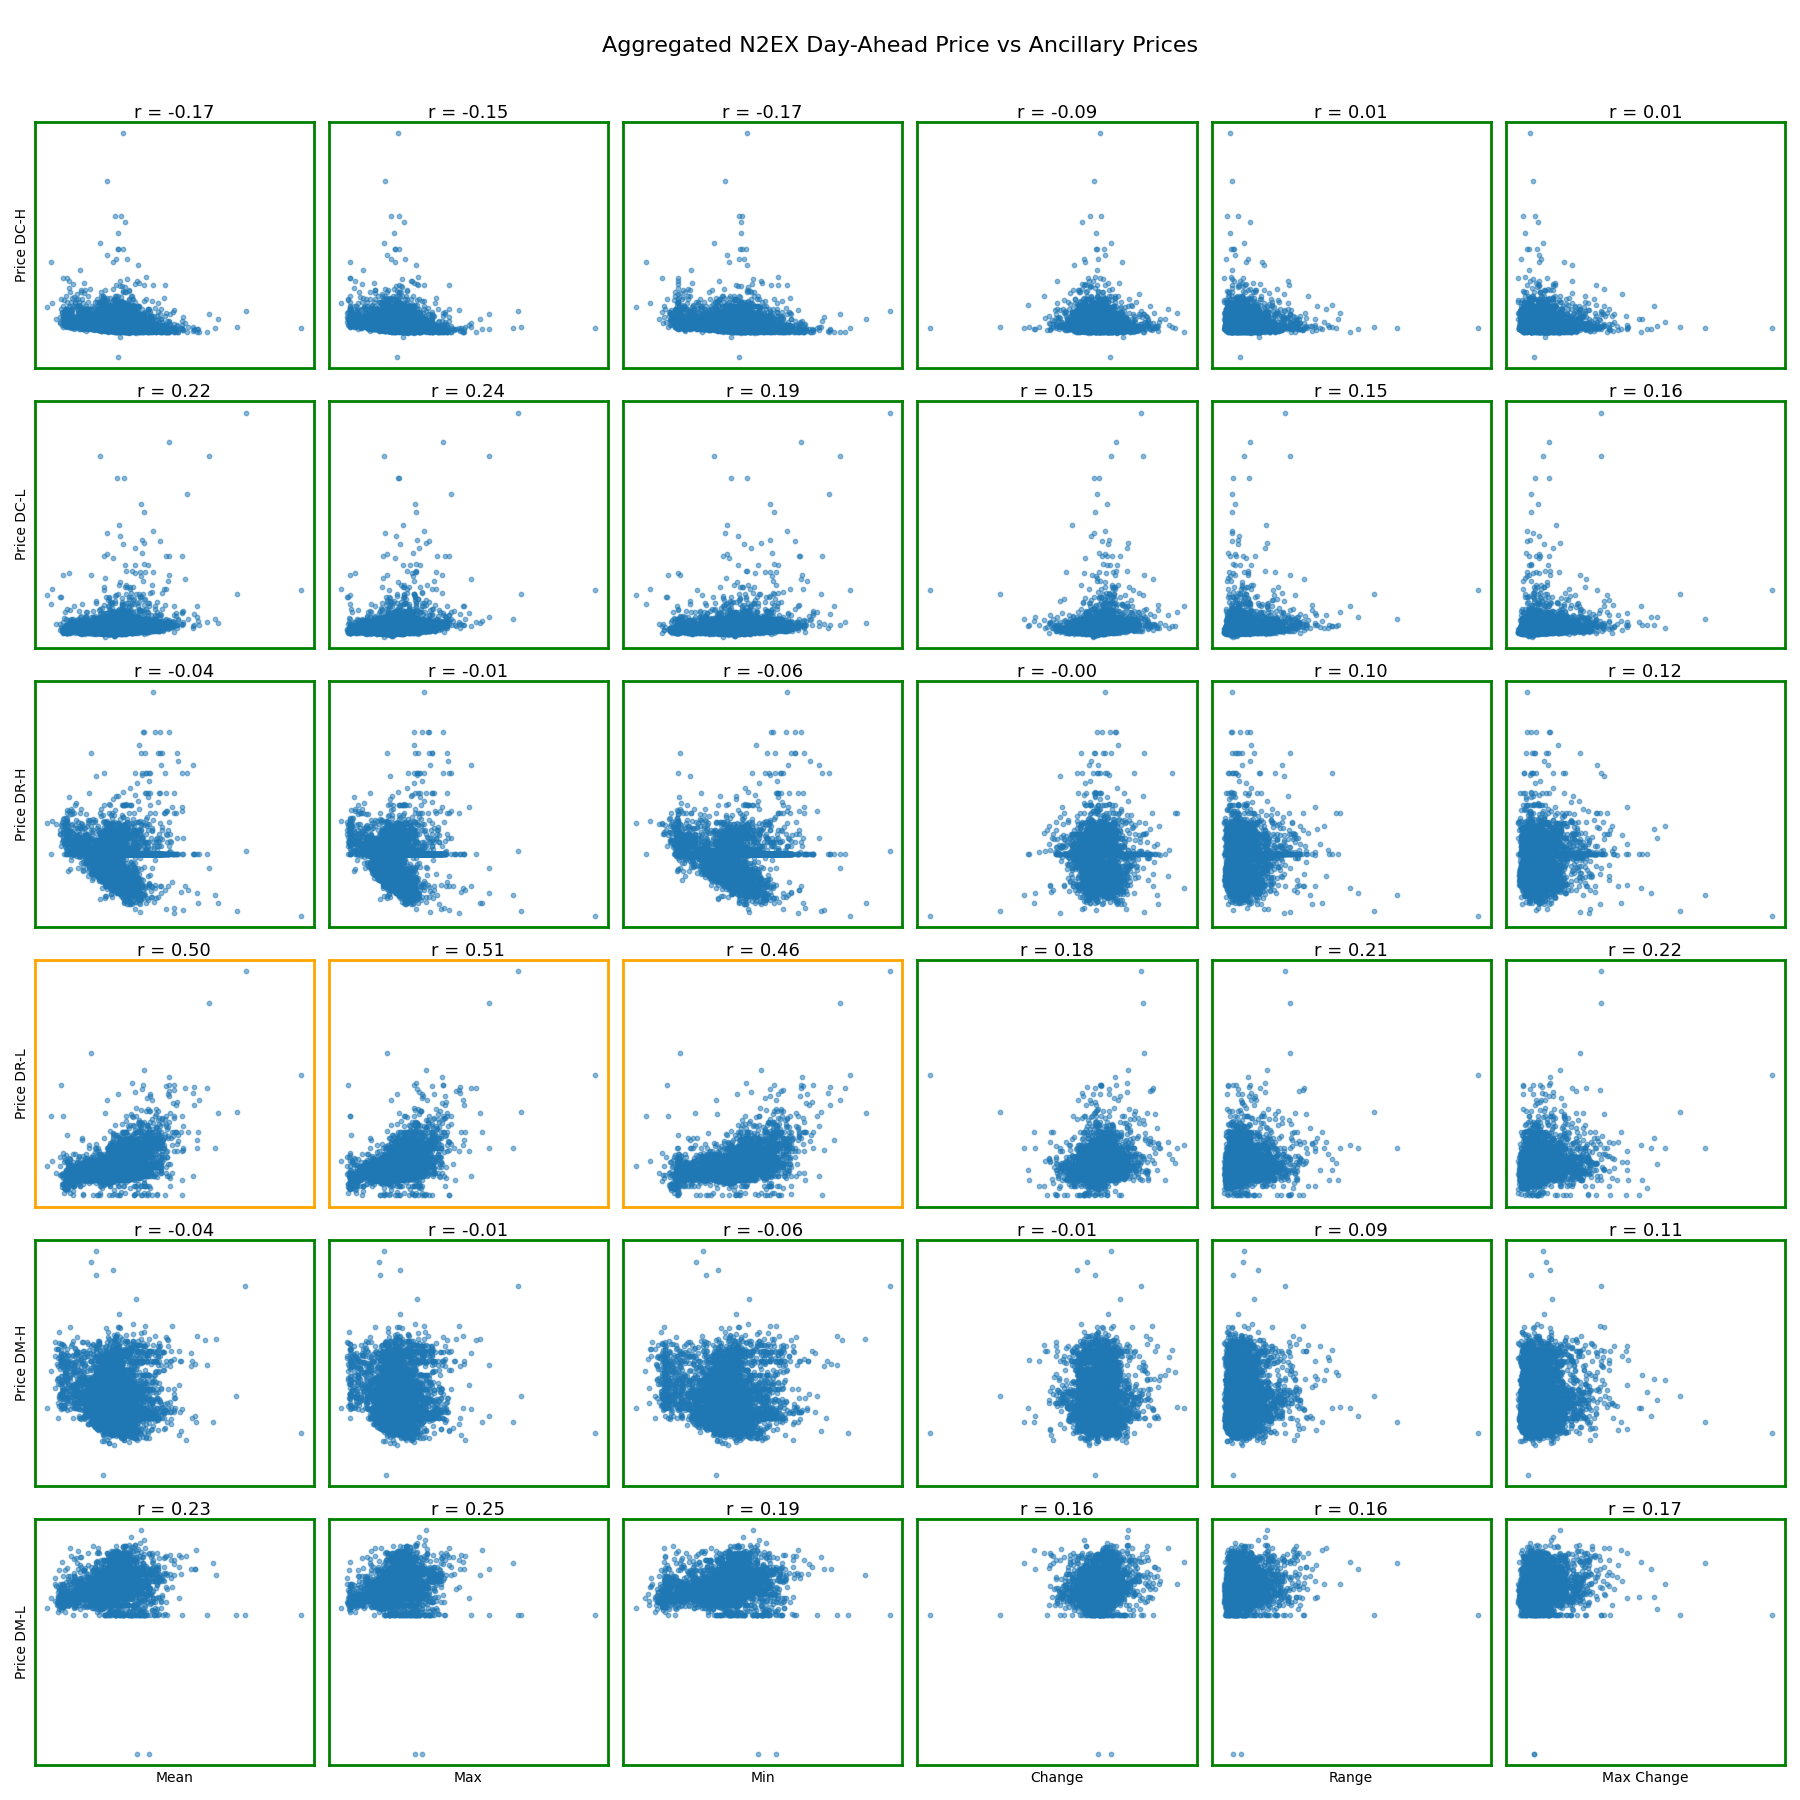 Aggregated N2EX Day-Ahead Price vs Ancillary Prices
r = -0.17
r = -0.15
r = -0.17
r = -0.09
r = 0.01
r = 0.01
Price DC-H
r = 0.22
r = 0.24
r = 0.19
r = 0.15
r = 0.15
r = 0.16
Price DC-L
r = -0.04
r = -0.01
r = -0.06
r = -0.00
r = 0.10
r = 0.12
Price DR-H
r = 0.50
r = 0.51
r = 0.46
r = 0.18
r = 0.21
r = 0.22
Price DR-L
r = -0.04
r = -0.01
r = -0.06
r = -0.01
r = 0.09
r = 0.11
Price DM-H
r = 0.23
r = 0.25
r = 0.19
r = 0.16
r = 0.16
r = 0.17
Price DM-L
Mean
Max
Min
Change
Range
Max Change